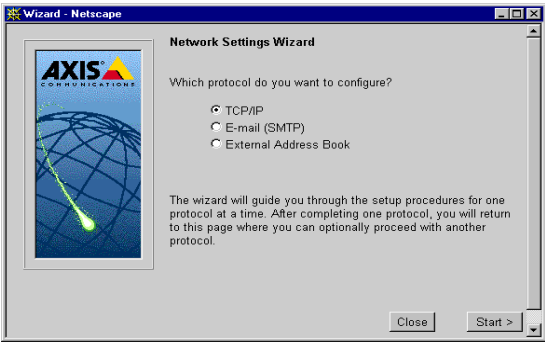 Wizard - Netscape
AXIS
COMMUNICATIONS
Network Settings Wizard
Which protocol do you want to configure?
TCP/IP
E-mail (SMTP)
External Address Book
The wizard will guide you through the setup procedures for one
protocol at a time. After completing one protocol, you will return
to this page where you can optionally proceed with another
protocol.
Close
Start >